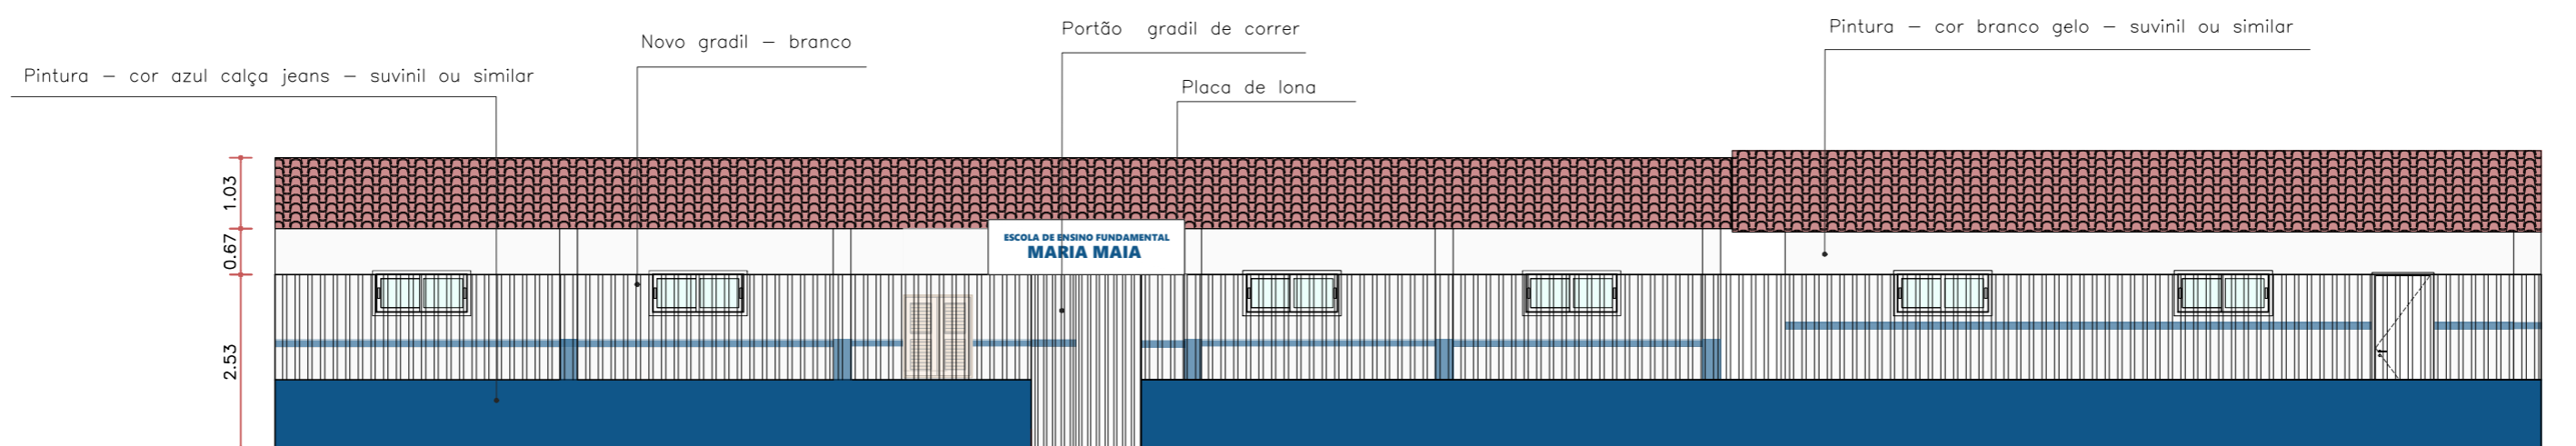 Portão gradil de correr
Pintura – cor branco gelo – suvinil ou similar
Novo gradil – branco
Pintura – cor azul calça jeans – suvinil ou similar
Placa de lona
1.03
0.67
2.53
ESCOLA DE ENSINO FUNDAMENTAL
MARIA MAIA